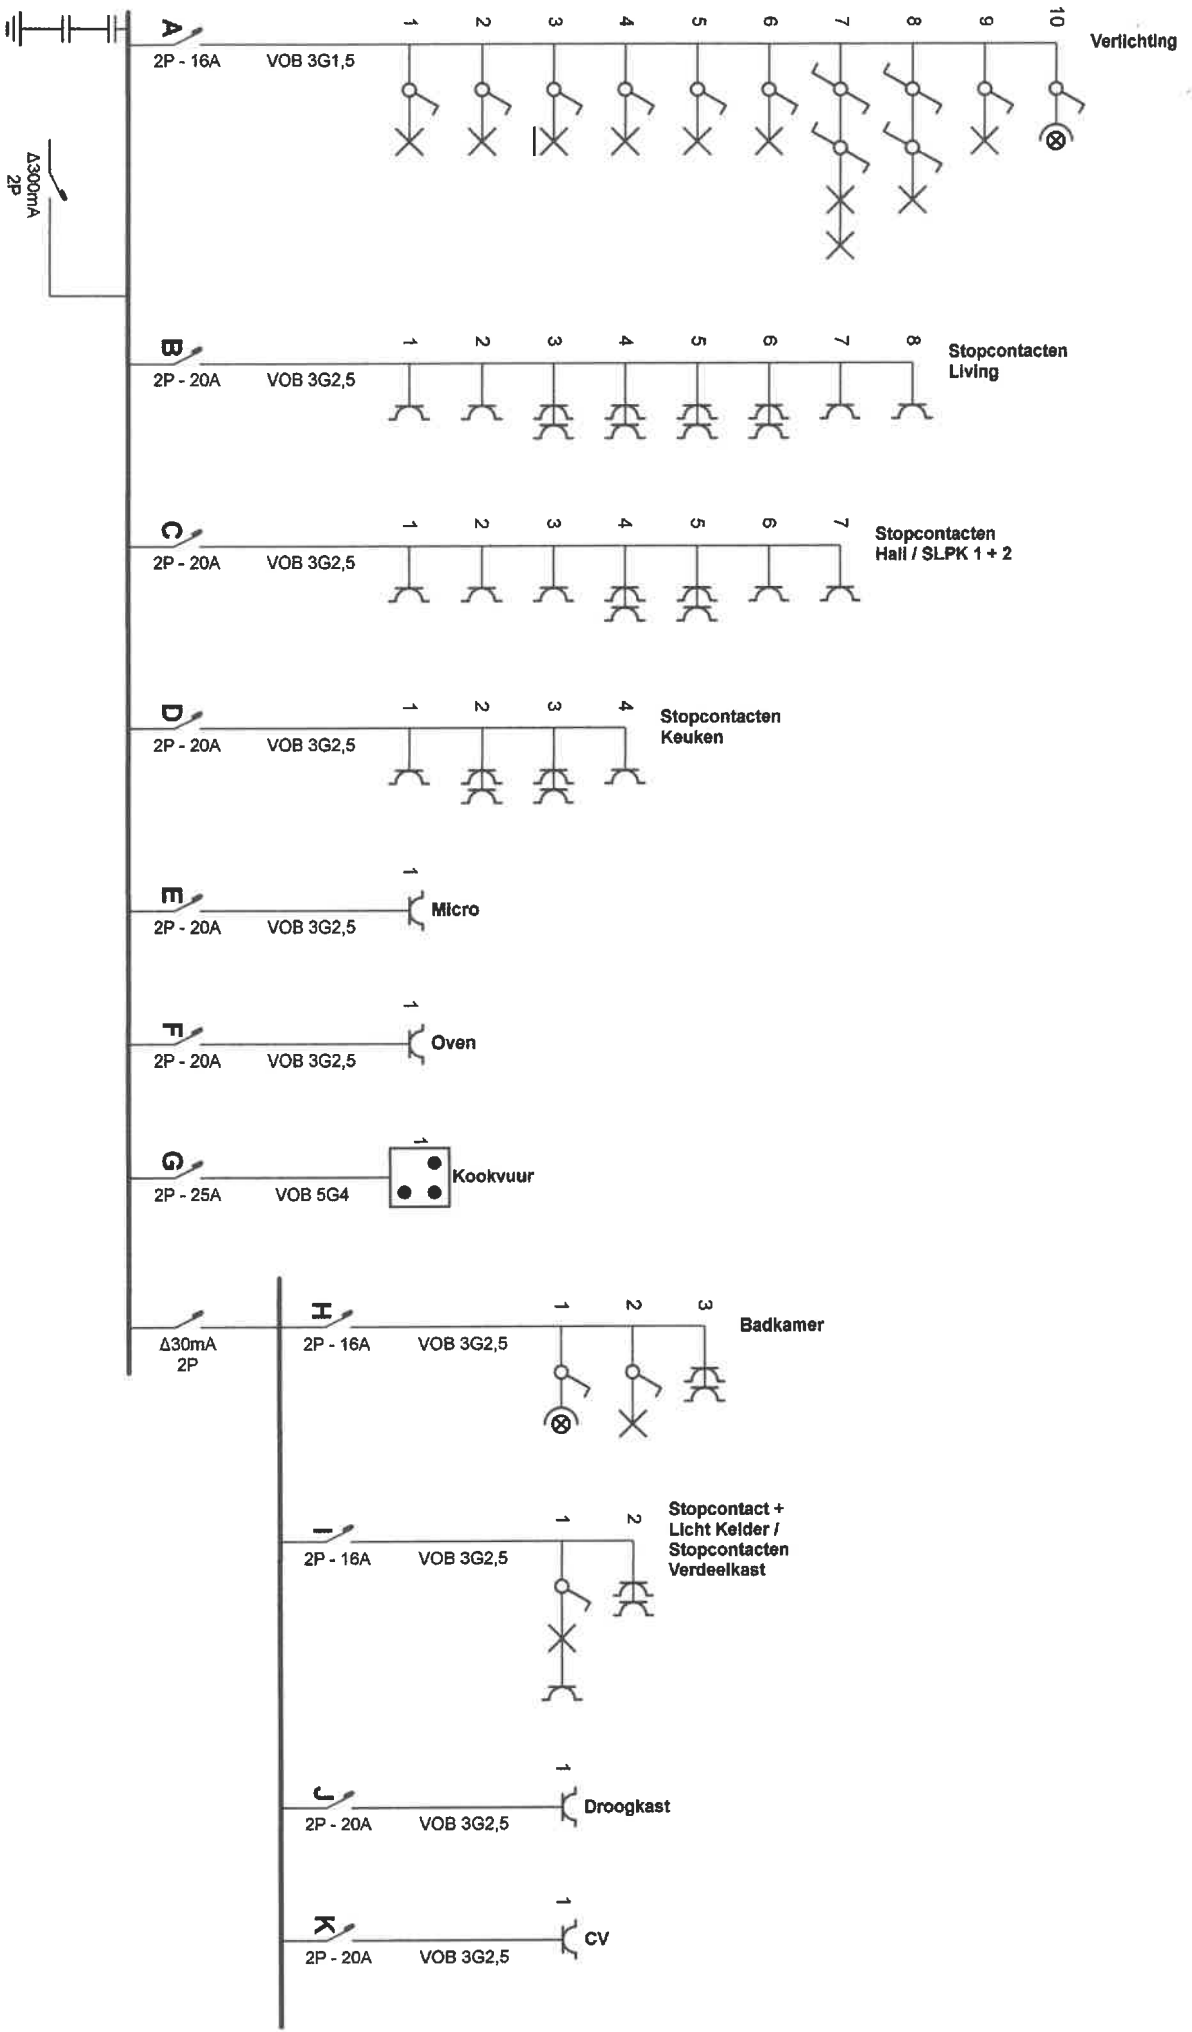 1 2 3 4 5 6 7 8 9 10
Verlichting
A
2P - 16A
VOB 3G1,5
Δ300mA
2P
1 2 3 4 5 6 7 8
Stopcontacten
Living
B
2P - 20A
VOB 3G2,5
1 2 3 4 5 6 7
Stopcontacten
Hall / SLPK 1 + 2
C
2P - 20A
VOB 3G2,5
1 2 3 4
Stopcontacten
Keuken
D
2P - 20A
VOB 3G2,5
1
Micro
E
2P - 20A
VOB 3G2,5
1
Oven
F
2P - 20A
VOB 3G2,5
1
Kookvuur
G
2P - 25A
VOB 5G4
Δ30mA
2P
1 2 3
Badkamer
H
2P - 16A
VOB 3G2,5
1 2
Stopcontact +
Licht Kelder /
Stopcontacten
Verdeelkast
I
2P - 16A
VOB 3G2,5
1
Droogkast
J
2P - 20A
VOB 3G2,5
1
CV
K
2P - 20A
VOB 3G2,5